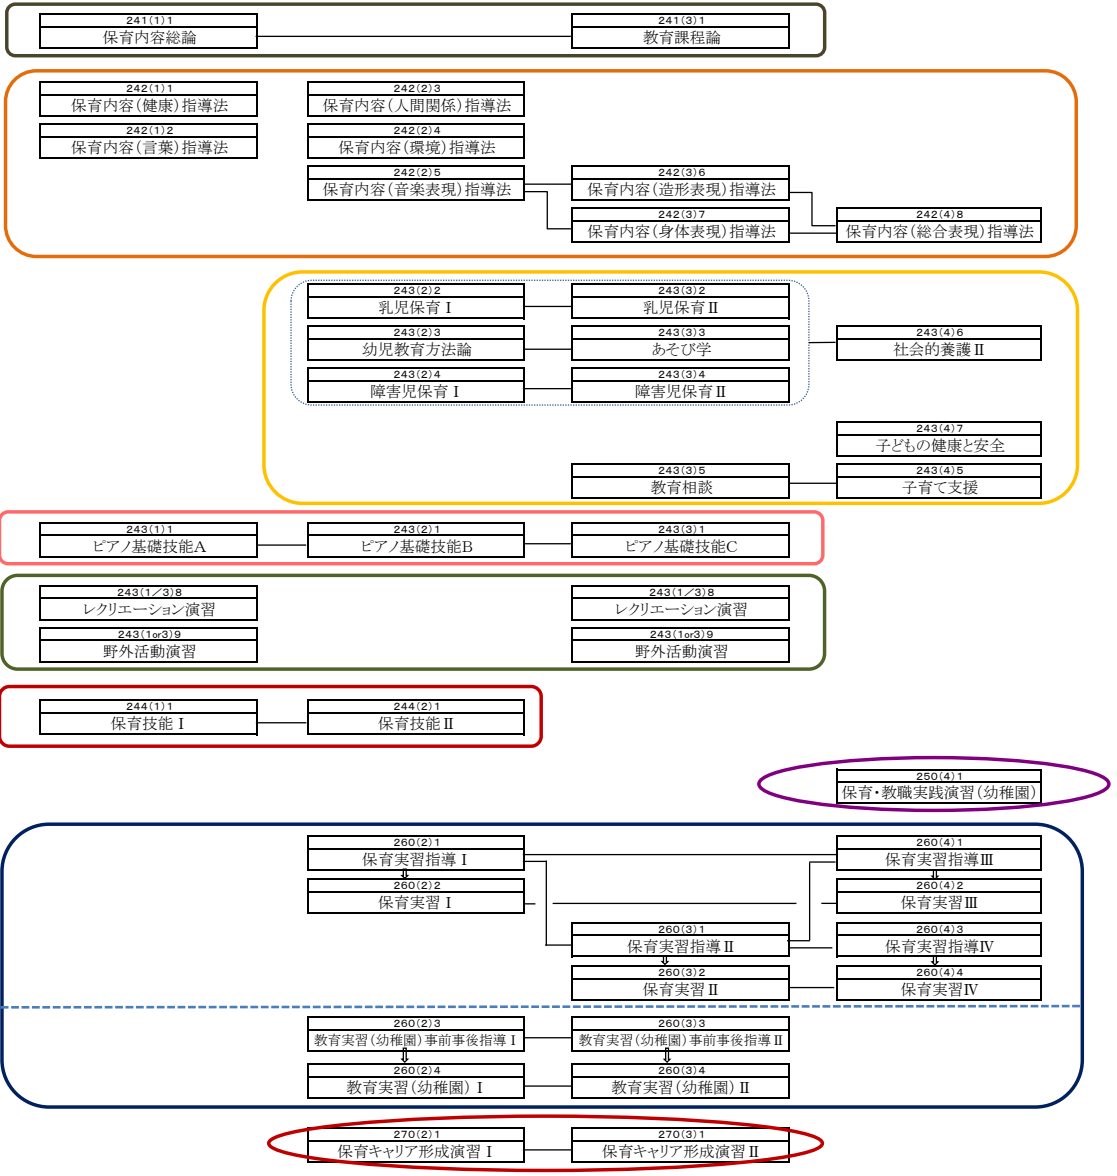 241(1)1
保育内容総論
241(3)1
教育課程論
242(1)1
保育内容(健康)指導法
242(2)3
保育内容(人間関係)指導法
242(1)2
保育内容(言葉)指導法
242(2)4
保育内容(環境)指導法
242(2)5
保育内容(音楽表現)指導法
242(3)6
保育内容(造形表現)指導法
242(3)7
保育内容(身体表現)指導法
242(4)8
保育内容(総合表現)指導法
243(2)2
乳児保育Ⅰ
243(3)2
乳児保育Ⅱ
243(2)3
幼児教育方法論
243(3)3
あそび学
243(4)6
社会的養護Ⅱ
243(2)4
障害児保育Ⅰ
243(3)4
障害児保育Ⅱ
243(4)7
子どもの健康と安全
243(3)5
教育相談
243(4)5
子育て支援
243(1)1
ピアノ基礎技能A
243(2)1
ピアノ基礎技能B
243(3)1
ピアノ基礎技能C
243(1/3)8
レクリエーション演習
243(1/3)8
レクリエーション演習
243(1or3)9
野外活動演習
243(1or3)9
野外活動演習
244(1)1
保育技能Ⅰ
244(2)1
保育技能Ⅱ
250(4)1
保育・教職実践演習(幼稚園)
260(2)1
保育実習指導Ⅰ
260(4)1
保育実習指導Ⅲ
260(2)2
保育実習Ⅰ
260(4)2
保育実習Ⅲ
260(3)1
保育実習指導Ⅱ
260(4)3
保育実習指導Ⅳ
260(3)2
保育実習Ⅱ
260(4)4
保育実習Ⅳ
260(2)3
教育実習(幼稚園)事前事後指導Ⅰ
260(3)3
教育実習(幼稚園)事前事後指導Ⅱ
260(2)4
教育実習(幼稚園)Ⅰ
260(3)4
教育実習(幼稚園)Ⅱ
270(2)1
保育キャリア形成演習Ⅰ
270(3)1
保育キャリア形成演習Ⅱ